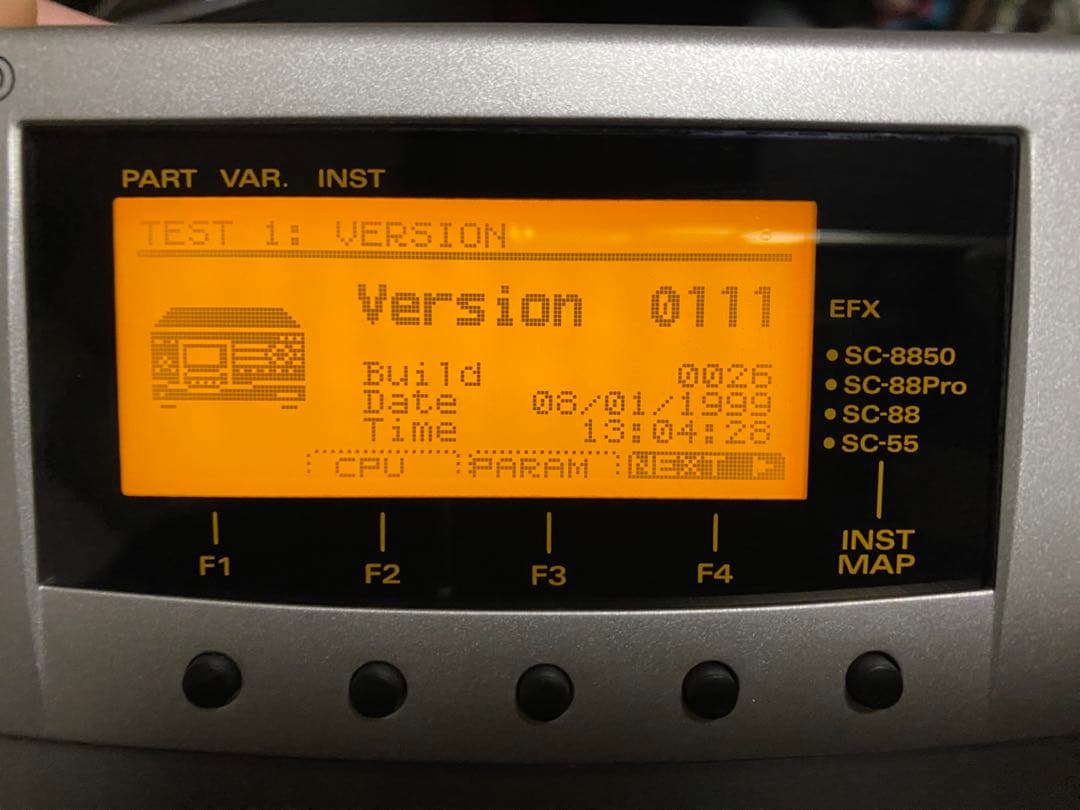 PART VAR. INST
TEST 1: VERSION
Version 0111
Build 0026
Date 06/01/1999
Time 13:04:28
CPU PARAM NEXT
EFX
SC-8850
SC-88Pro
SC-88
SC-55
INST
MAP
F1 F2 F3 F4